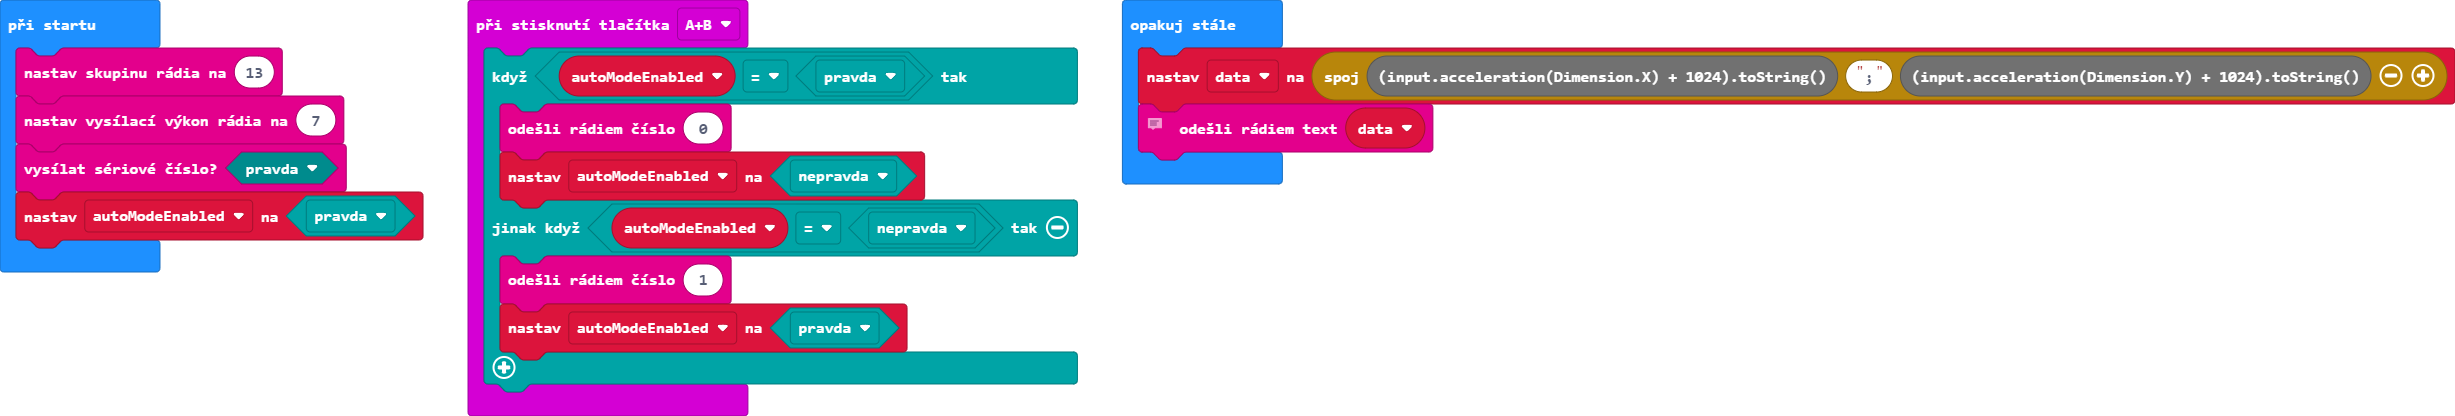 při startu
nastav skupinu rádia na 13
nastav vysílací výkon rádia na 7
vysílat sériové číslo? pravda
nastav autoModeEnabled na pravda
při stisknutí tlačítka A+B
když autoModeEnabled = pravda tak
odešli rádiem číslo 0
nastav autoModeEnabled na nepravda
jinak když autoModeEnabled = nepravda tak
odešli rádiem číslo 1
nastav autoModeEnabled na pravda
opakuj stále
nastav data na spoj (input.acceleration(Dimension.X) + 1024).toString() ";" (input.acceleration(Dimension.Y) + 1024).toString()
odešli rádiem text data